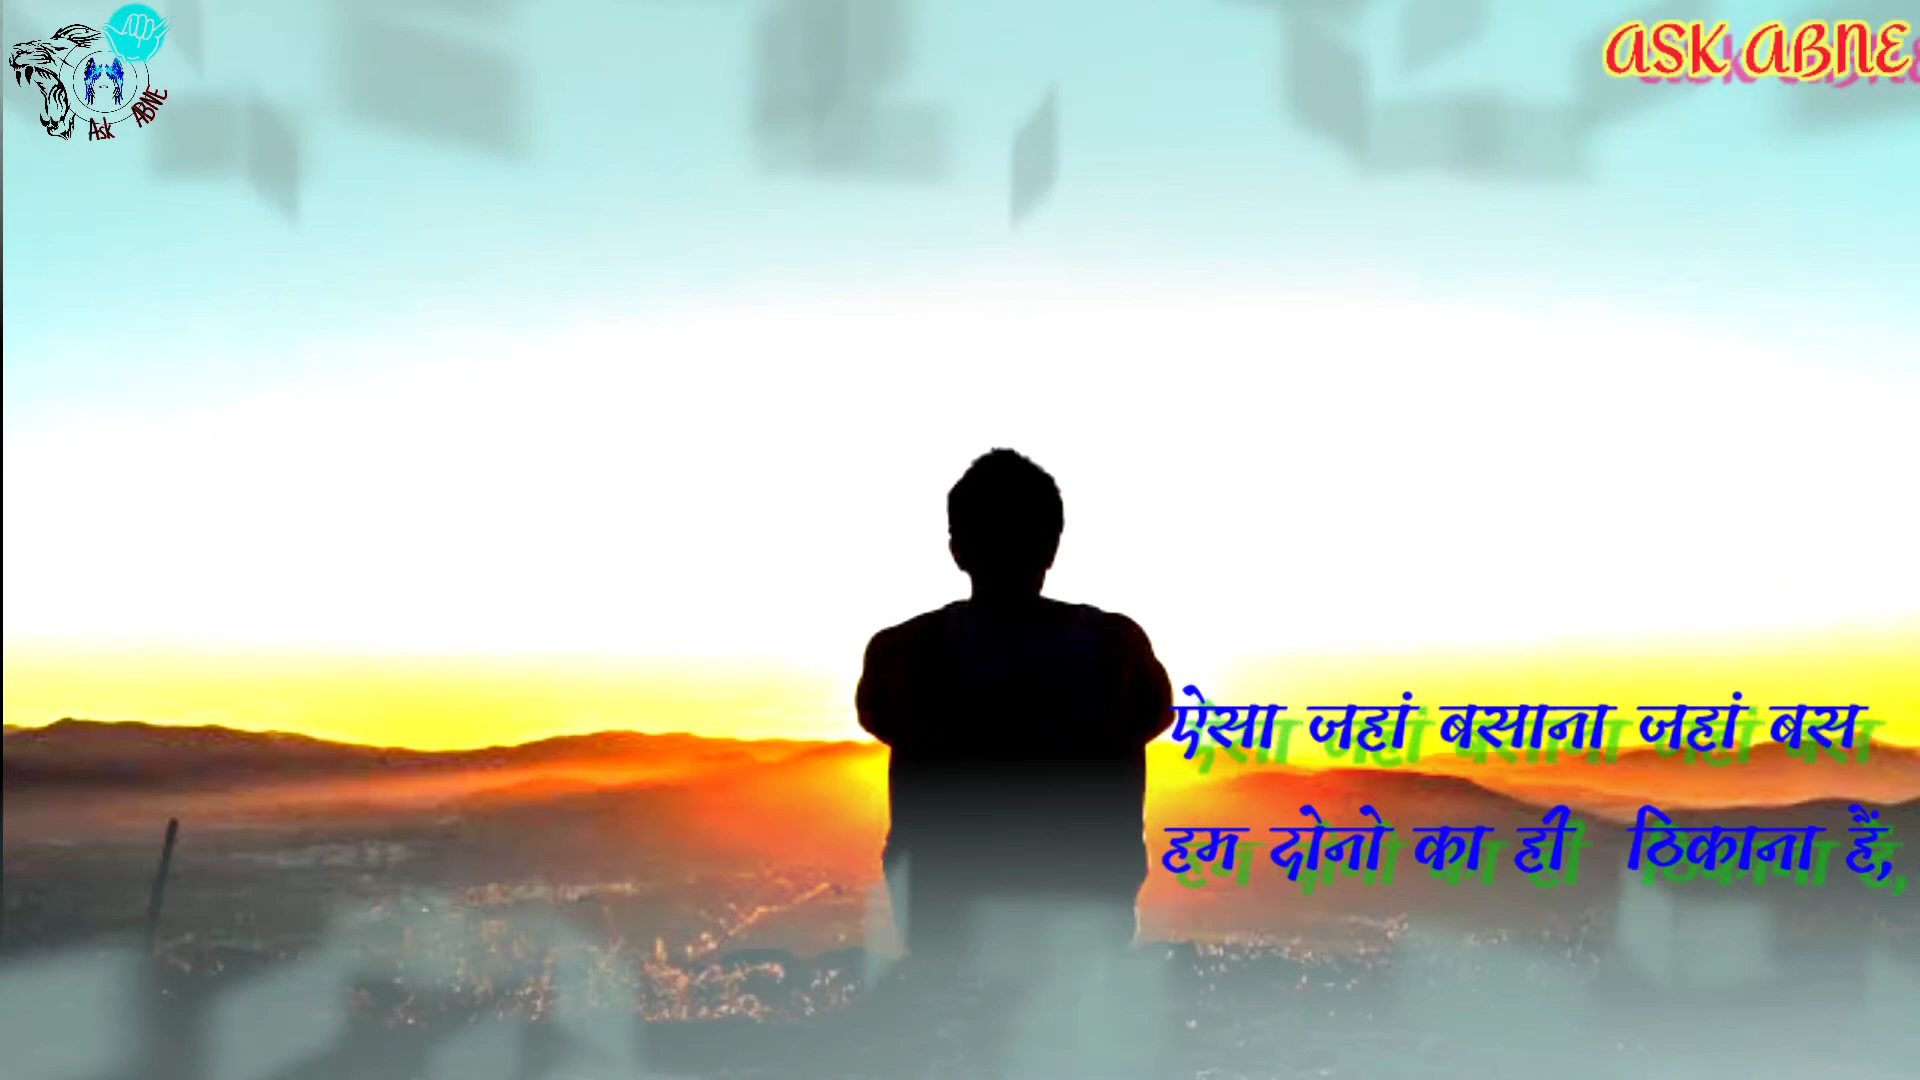 Ask ABNE
ASK ABNE
ऐसा जहां बसाना जहां बस
हम दोनो का ही ठिकाना हैं,